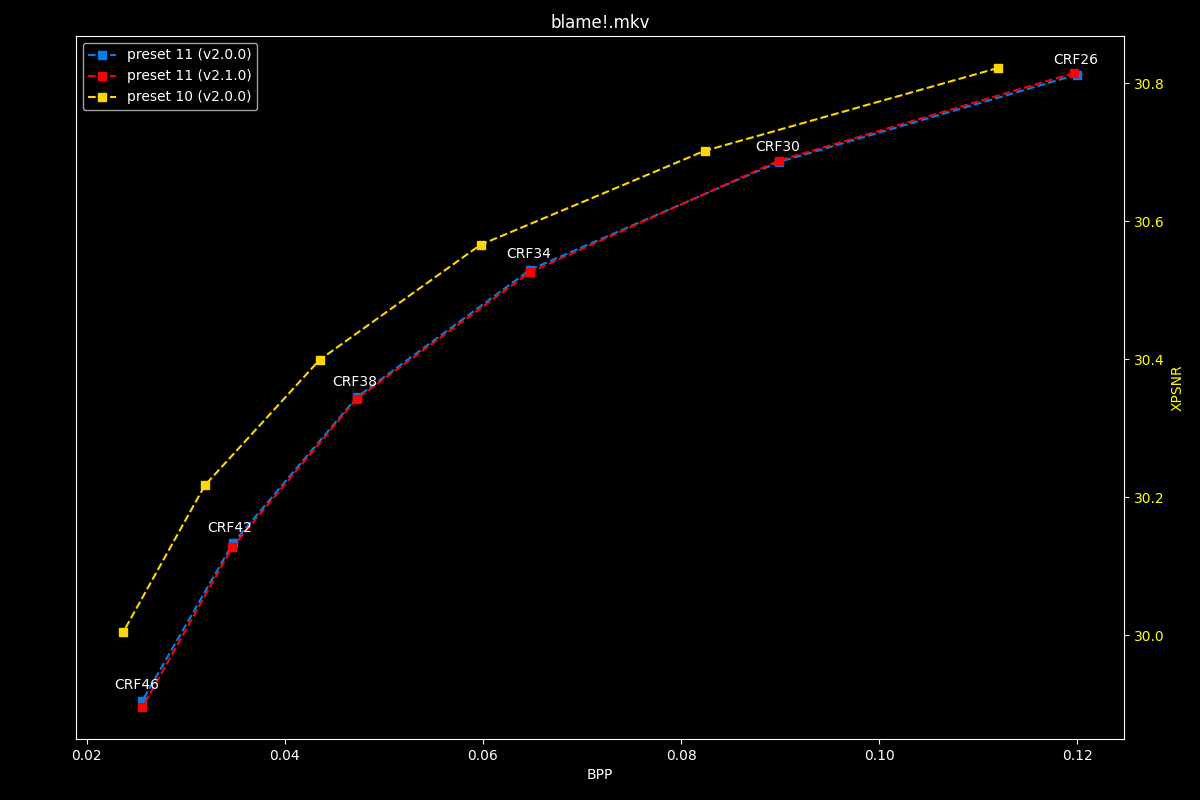 blame!.mkv
preset 11 (v2.0.0)
preset 11 (v2.1.0)
preset 10 (v2.0.0)
CRF26
CRF30
CRF34
CRF38
CRF42
CRF46
30.8
30.6
30.4
30.2
30.0
XPSNR
0.02
0.04
0.06
0.08
0.10
0.12
BPP